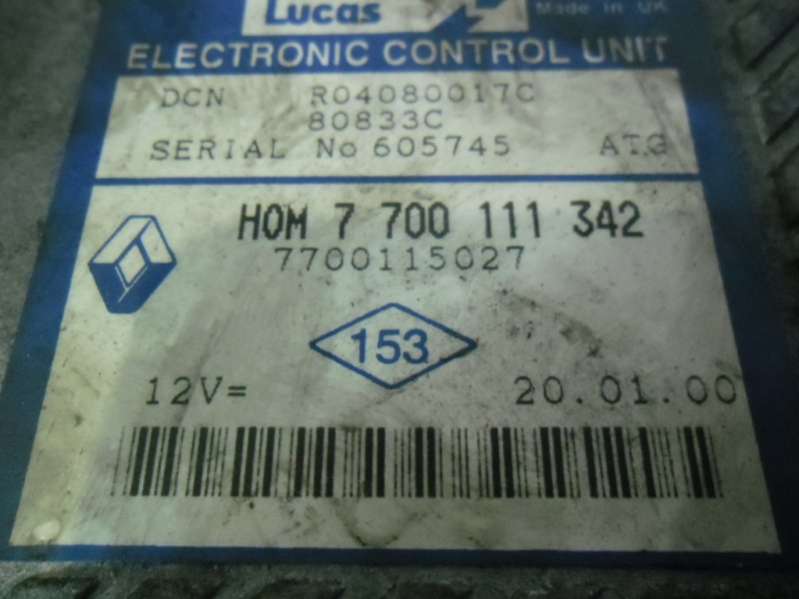 Lucas
Made in UK
ELECTRONIC CONTROL UNIT
DCN R04080017C
80833C
SERIAL No 605745 ATG
HOM 7 700 111 342
7700115027
153
12V= 20.01.00